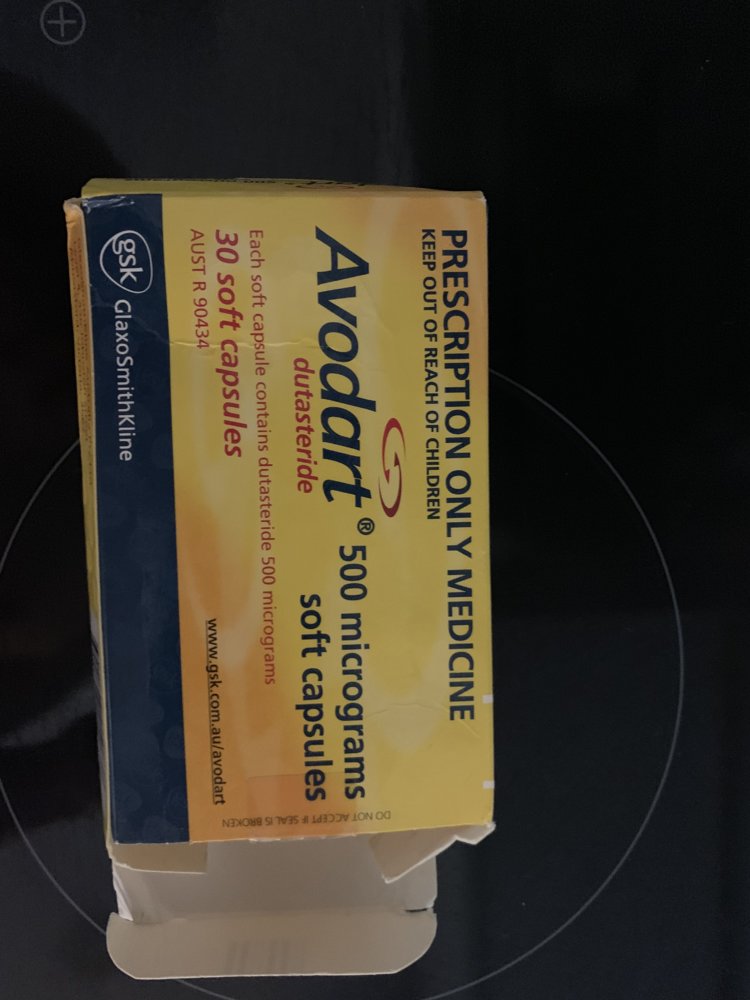 PRESCRIPTION ONLY MEDICINE
KEEP OUT OF REACH OF CHILDREN
Avodart® 500 micrograms
dutasteride soft capsules
Each soft capsule contains dutasteride 500 micrograms
30 soft capsules
AUST R 90434
www.gsk.com.au/avodart
gsk GlaxoSmithKline
DO NOT ACCEPT IF SEAL IS BROKEN